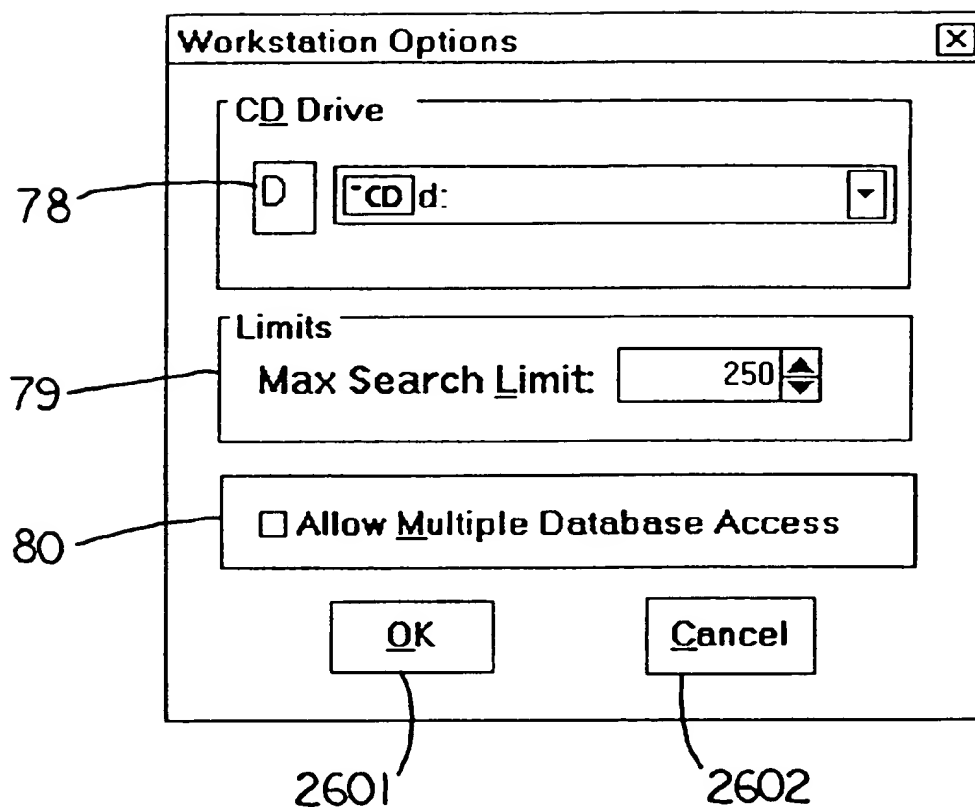 Workstation Options
CD Drive
78
D
CD d:
Limits
79
Max Search Limit: 250
80
Allow Multiple Database Access
OK
Cancel
2601
2602